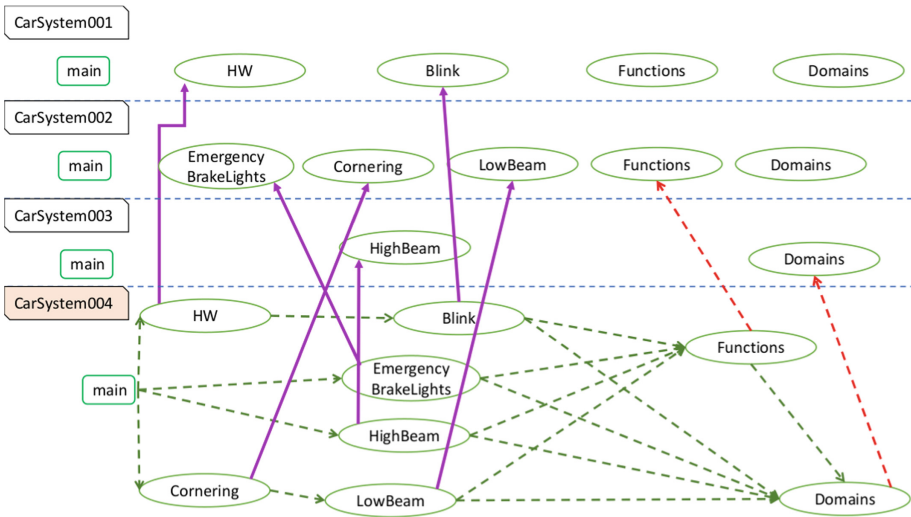 CarSystem001
main
HW
Blink
Functions
Domains
CarSystem002
main
Emergency
BrakeLights
Cornering
LowBeam
Functions
Domains
CarSystem003
main
HighBeam
Domains
CarSystem004
HW
Blink
Functions
main
Emergency
BrakeLights
HighBeam
Cornering
LowBeam
Domains